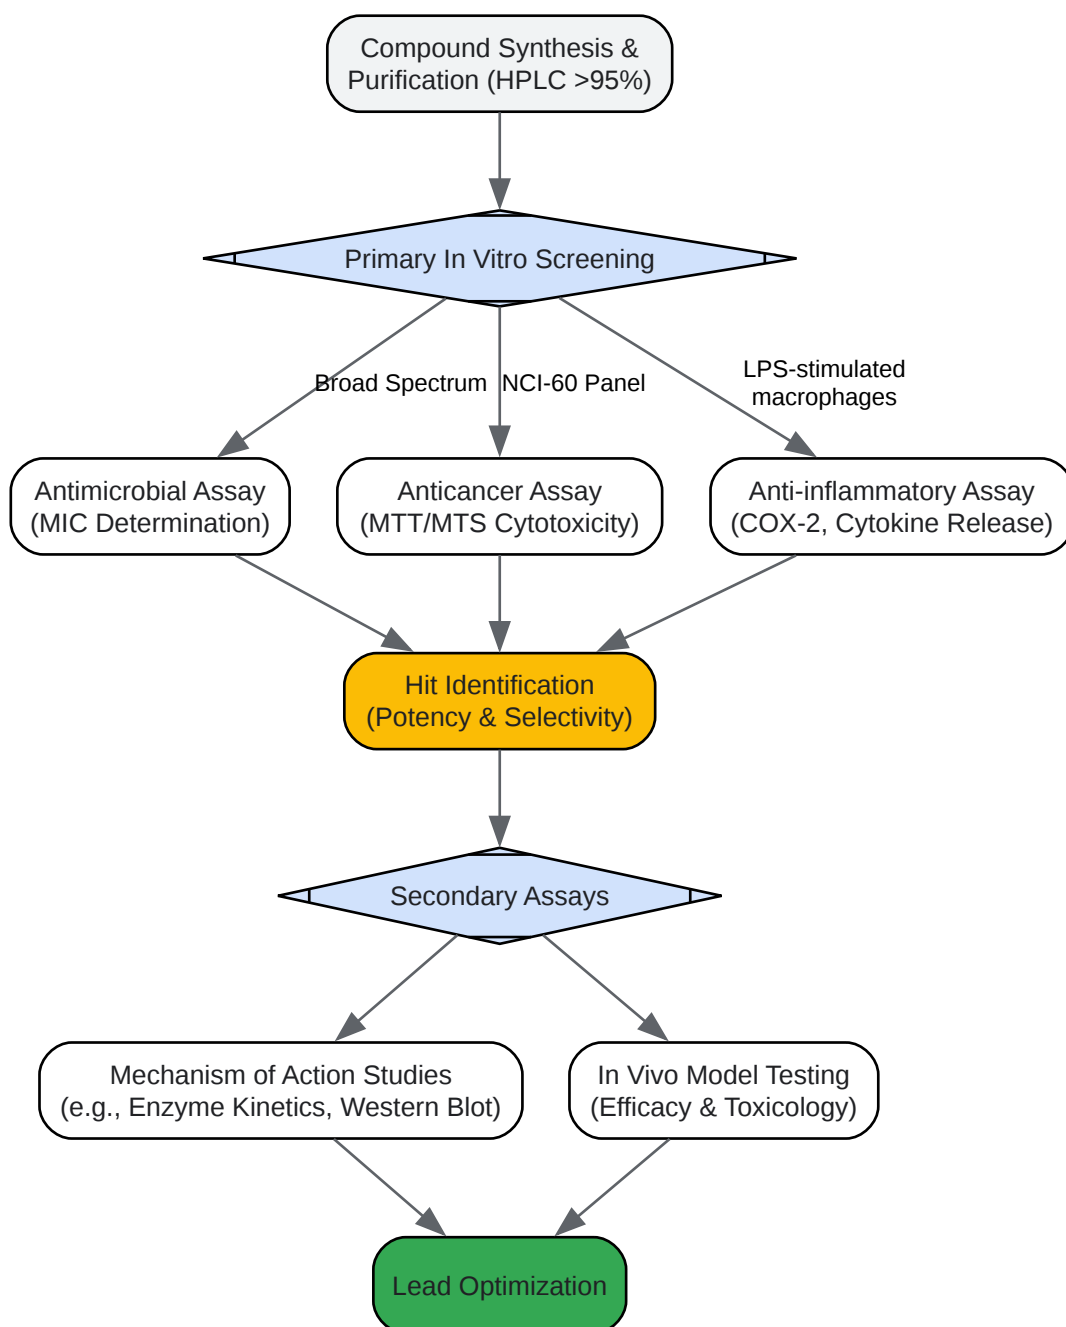 Compound Synthesis &
Purification (HPLC >95%)
Primary In Vitro Screening
Broad Spectrum
NCI-60 Panel
LPS-stimulated
macrophages
Antimicrobial Assay
(MIC Determination)
Anticancer Assay
(MTT/MTS Cytotoxicity)
Anti-inflammatory Assay
(COX-2, Cytokine Release)
Hit Identification
(Potency & Selectivity)
Secondary Assays
Mechanism of Action Studies
(e.g., Enzyme Kinetics, Western Blot)
In Vivo Model Testing
(Efficacy & Toxicology)
Lead Optimization